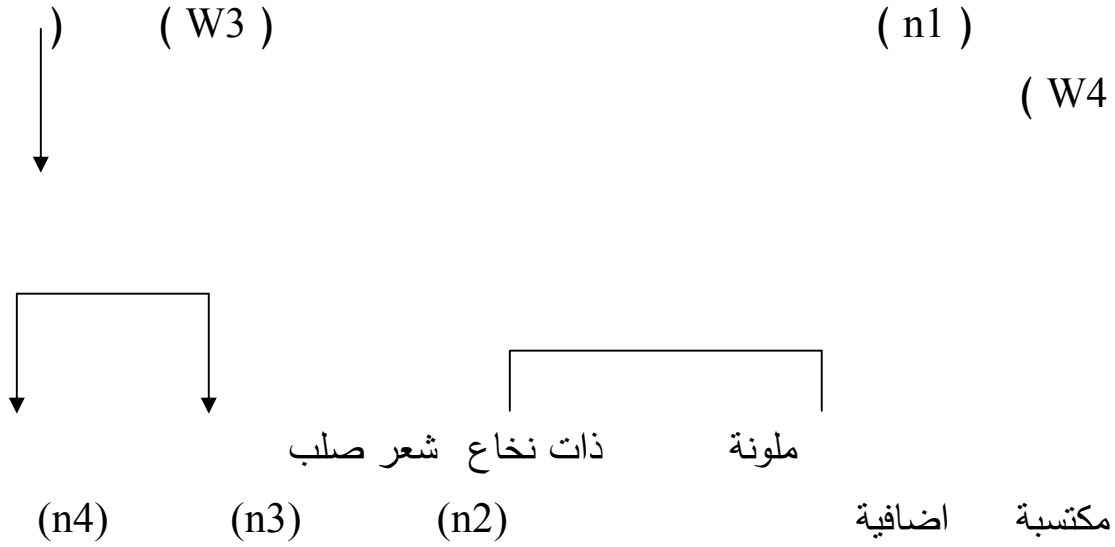 ( n1 ) ( W3 ) )
( W4
ملونة ذات نخاع شعر صلب
مكتسبة اضافية (n2) (n3) (n4)